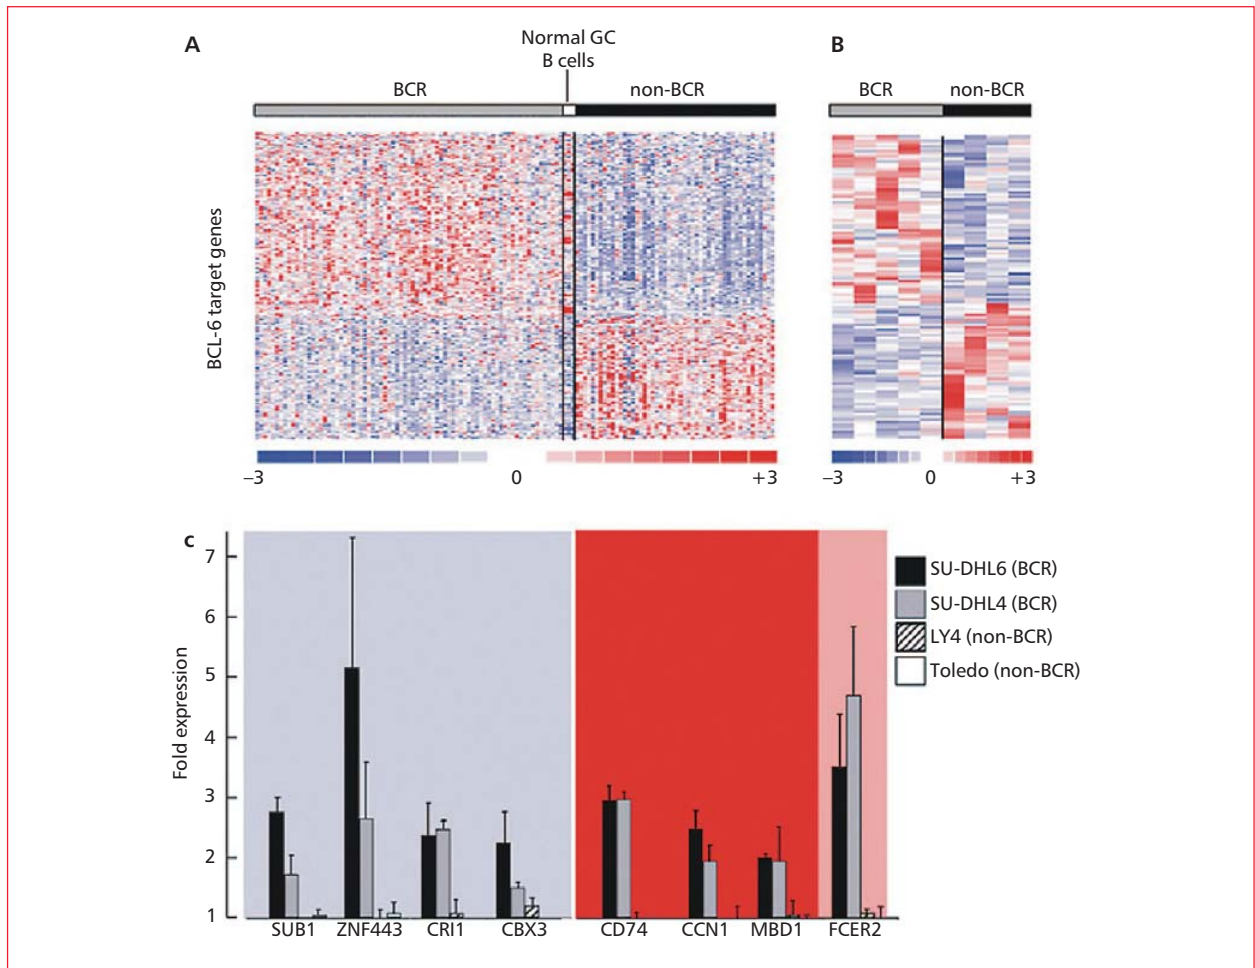 A
Normal GC
B cells
BCR
non-BCR
BCL-6 target genes
−3
0
+3
B
BCR
non-BCR
−3
0
+3
c
Fold expression
7
6
5
4
3
2
1
SUB1
ZNF443
CRI1
CBX3
CD74
CCN1
MBD1
FCER2
SU-DHL6 (BCR)
SU-DHL4 (BCR)
LY4 (non-BCR)
Toledo (non-BCR)